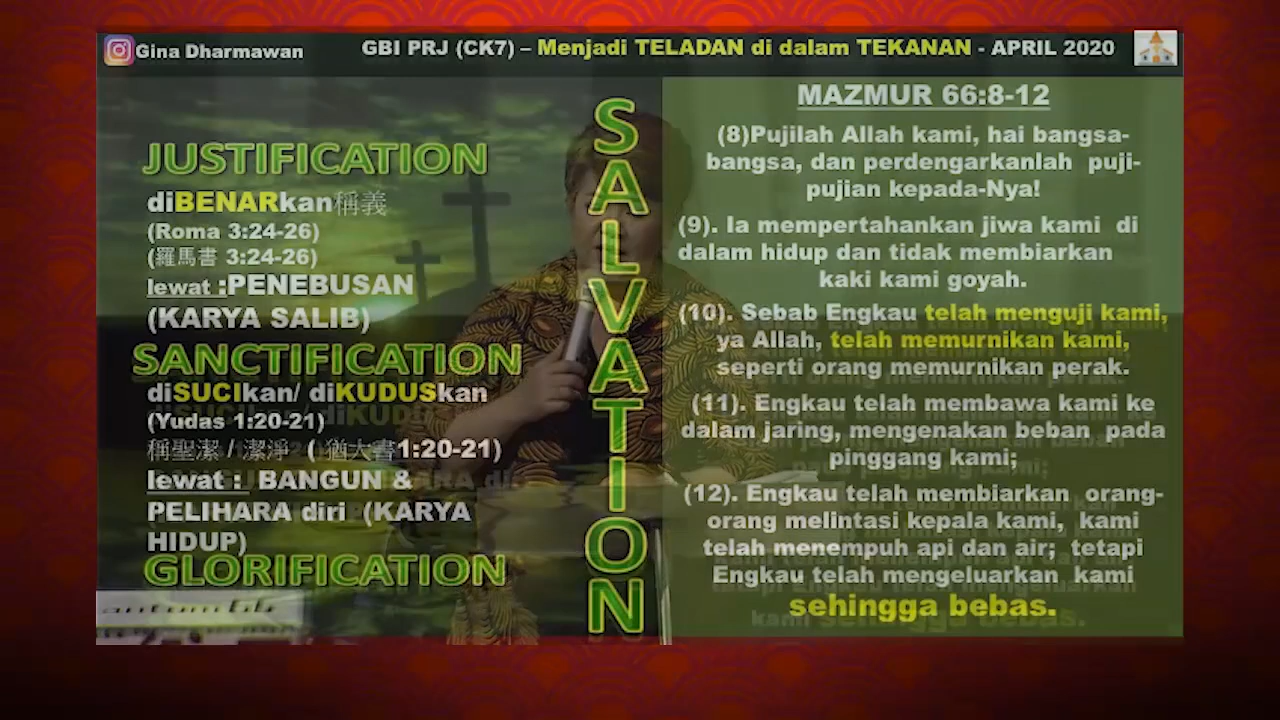 Gina Dharmawan
GBI PRJ (CK7) – Menjadi TELADAN di dalam TEKANAN - APRIL 2020
JUSTIFICATION
diBENARkan稱義
(Roma 3:24-26)
(羅馬書 3:24-26)
lewat :PENEBUSAN
(KARYA SALIB)
SANCTIFICATION
diSUCIkan/ diKUDUSkan
(Yudas 1:20-21)
稱聖潔 / 潔淨 ( 猶大書1:20-21)
lewat : BANGUN &
PELIHARA diri (KARYA
HIDUP)
GLORIFICATION
SALVATION
MAZMUR 66:8-12
(8)Pujilah Allah kami, hai bangsa-
bangsa, dan perdengarkanlah puji-
pujian kepada-Nya!
(9). Ia mempertahankan jiwa kami di
dalam hidup dan tidak membiarkan
kaki kami goyah.
(10). Sebab Engkau telah menguji kami,
ya Allah, telah memurnikan kami,
seperti orang memurnikan perak.
(11). Engkau telah membawa kami ke
dalam jaring, mengenakan beban pada
pinggang kami;
(12). Engkau telah membiarkan orang-
orang melintasi kepala kami, kami
telah menempuh api dan air; tetapi
Engkau telah mengeluarkan kami
sehingga bebas.